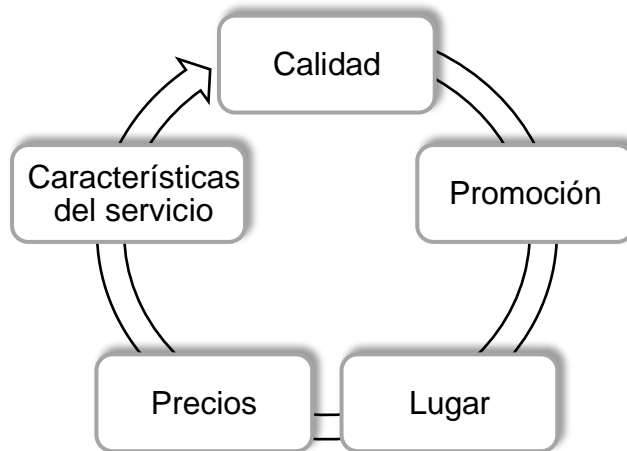 Calidad
Promoción
Lugar
Precios
Características
del servicio